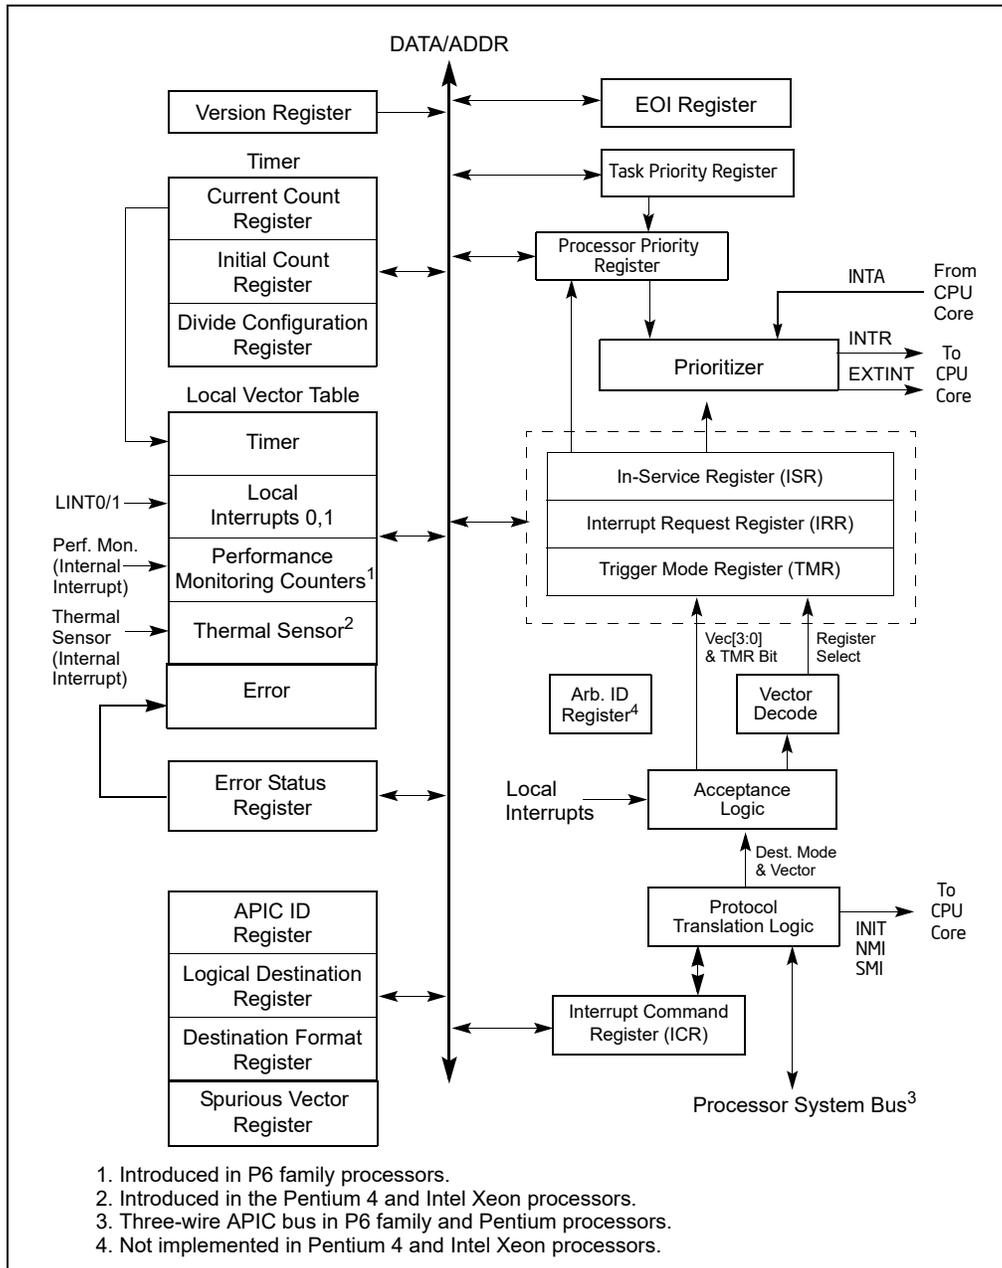 DATA/ADDR
Version Register
EOI Register
Timer
Task Priority Register
Current Count
Register
Initial Count
Register
Divide Configuration
Register
Processor Priority
Register
INTA
From
CPU
Core
Prioritizer
INTR
EXTINT
To
CPU
Core
Local Vector Table
Timer
LINT0/1
Local
Interrupts 0,1
Perf. Mon.
(Internal
Interrupt)
Performance
Monitoring Counters1
Thermal
Sensor
(Internal
Interrupt)
Thermal Sensor2
Error
In-Service Register (ISR)
Interrupt Request Register (IRR)
Trigger Mode Register (TMR)
Vec[3:0]
& TMR Bit
Register
Select
Arb. ID
Register4
Vector
Decode
Error Status
Register
Local
Interrupts
Acceptance
Logic
Dest. Mode
& Vector
APIC ID
Register
Logical Destination
Register
Destination Format
Register
Spurious Vector
Register
Protocol
Translation Logic
INIT
NMI
SMI
To
CPU
Core
Interrupt Command
Register (ICR)
Processor System Bus3
1. Introduced in P6 family processors.
2. Introduced in the Pentium 4 and Intel Xeon processors.
3. Three-wire APIC bus in P6 family and Pentium processors.
4. Not implemented in Pentium 4 and Intel Xeon processors.